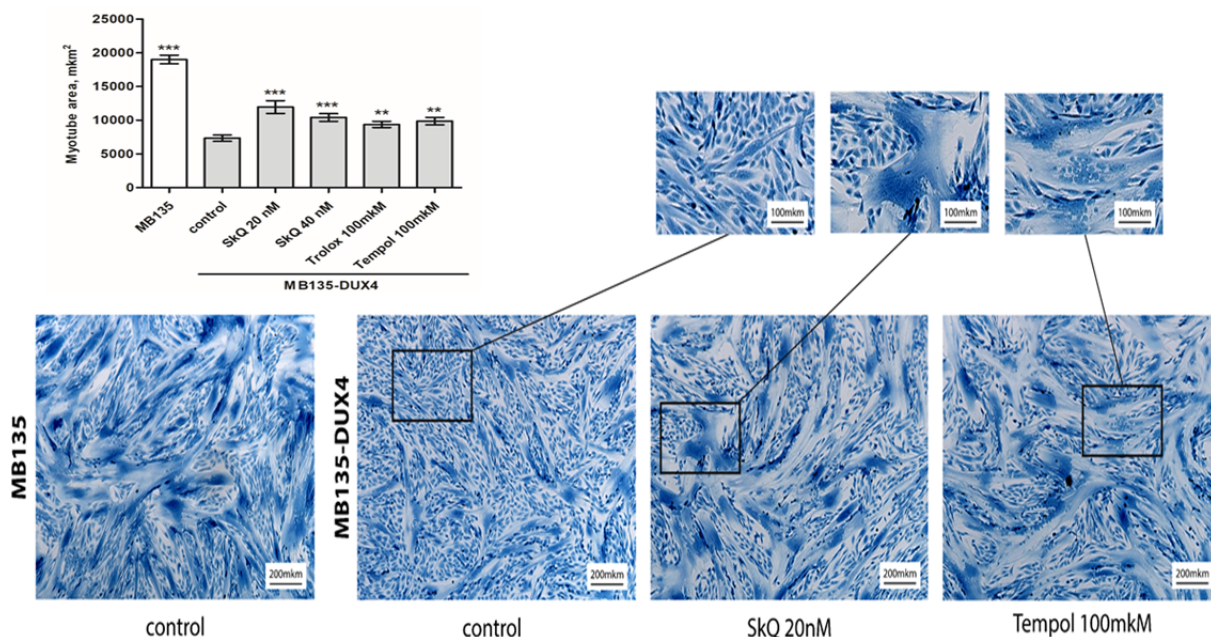 25000
20000
15000
10000
5000
0
Myotube area, mkm²
***
***
***
**
**
MB135
control
SkQ 20 nM
SkQ 40 nM
Trolox 100mkM
Tempol 100mkM
MB135-DUX4
100mkm
100mkm
100mkm
MB135
200mkm
control
MB135-DUX4
200mkm
control
200mkm
SkQ 20nM
200mkm
Tempol 100mkM